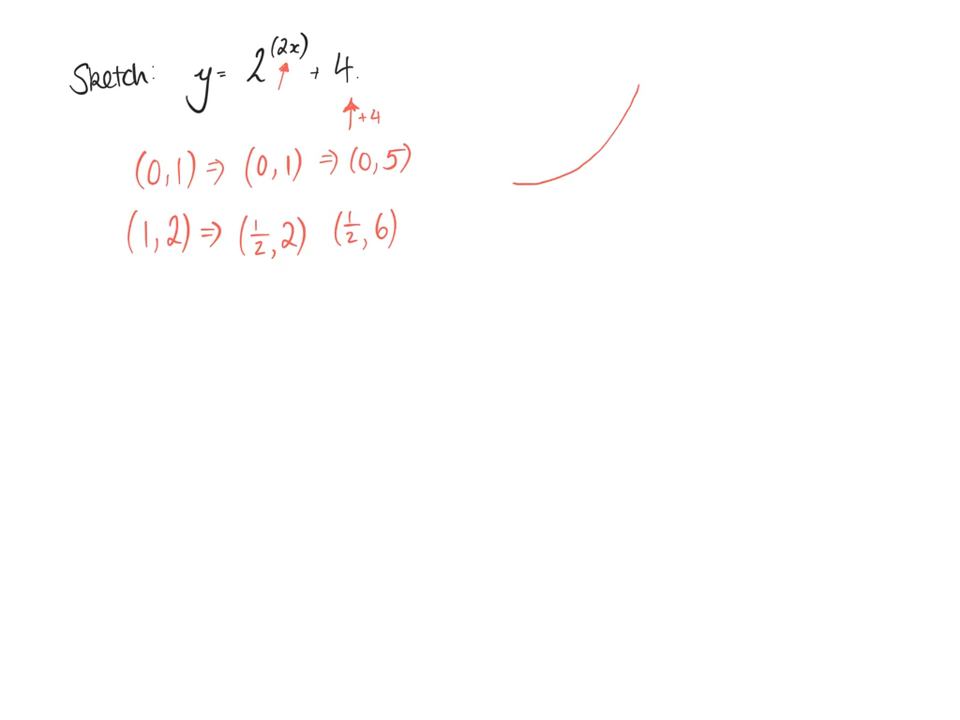 Sketch: y = 2^(2x) + 4.
↑ +4
(0,1) ⇒ (0,1) ⇒ (0,5)
(1,2) ⇒ (1/2,2) (1/2,6)